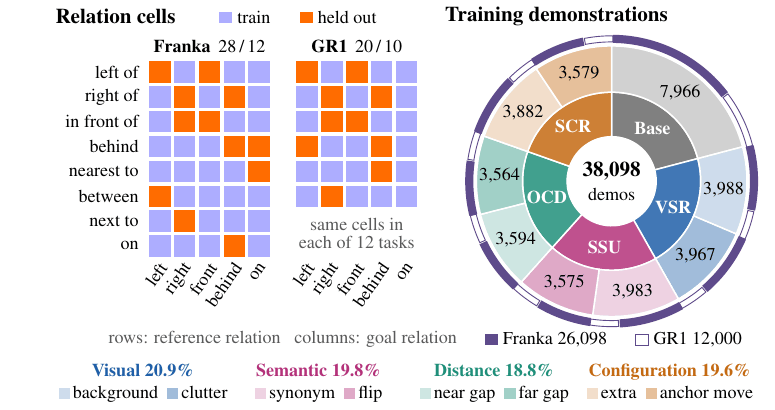 Relation cells
train
held out
Franka 28 / 12
GR1 20 / 10
left of
right of
in front of
behind
nearest to
between
next to
on
same cells in
each of 12 tasks
left
right
front
behind
on
left
right
front
behind
on
rows: reference relation
columns: goal relation
Training demonstrations
7,966
3,988
3,967
3,983
3,575
3,594
3,564
3,882
3,579
Base
VSR
SSU
OCD
SCR
38,098
demos
Franka 26,098
GR1 12,000
Visual 20.9%
Semantic 19.8%
Distance 18.8%
Configuration 19.6%
background
clutter
synonym
flip
near gap
far gap
extra
anchor move